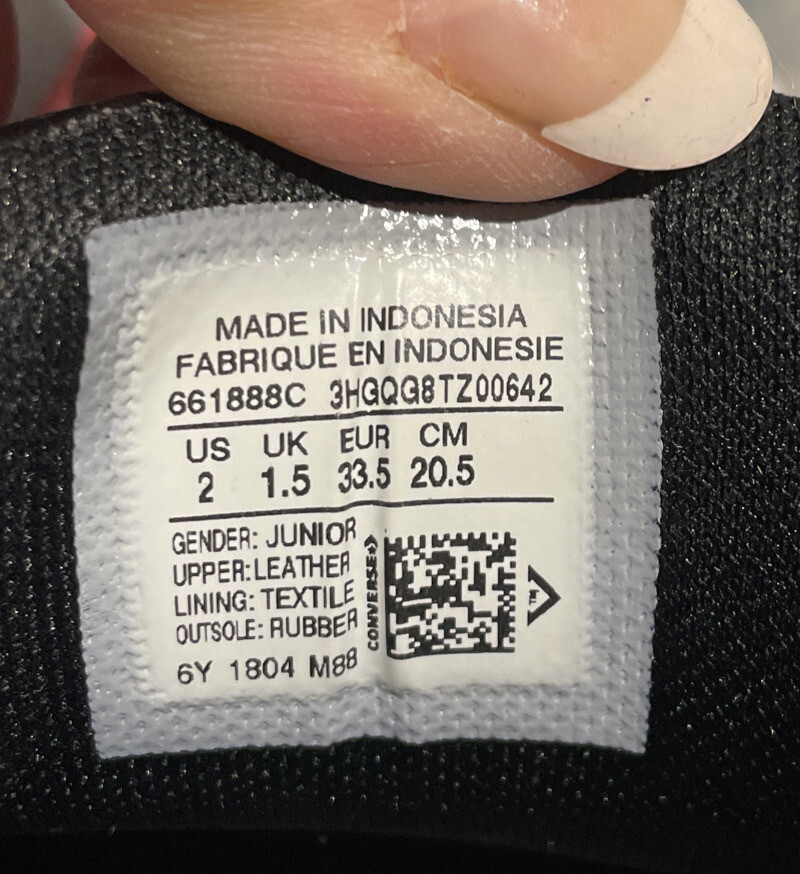 MADE IN INDONESIA
FABRIQUE EN INDONESIE
661888C 3HGQG8TZ00642
US UK EUR CM
2 1.5 33.5 20.5
GENDER: JUNIOR
UPPER: LEATHER
LINING: TEXTILE
OUTSOLE: RUBBER
6Y 1804 M88
CONVERSE
TM